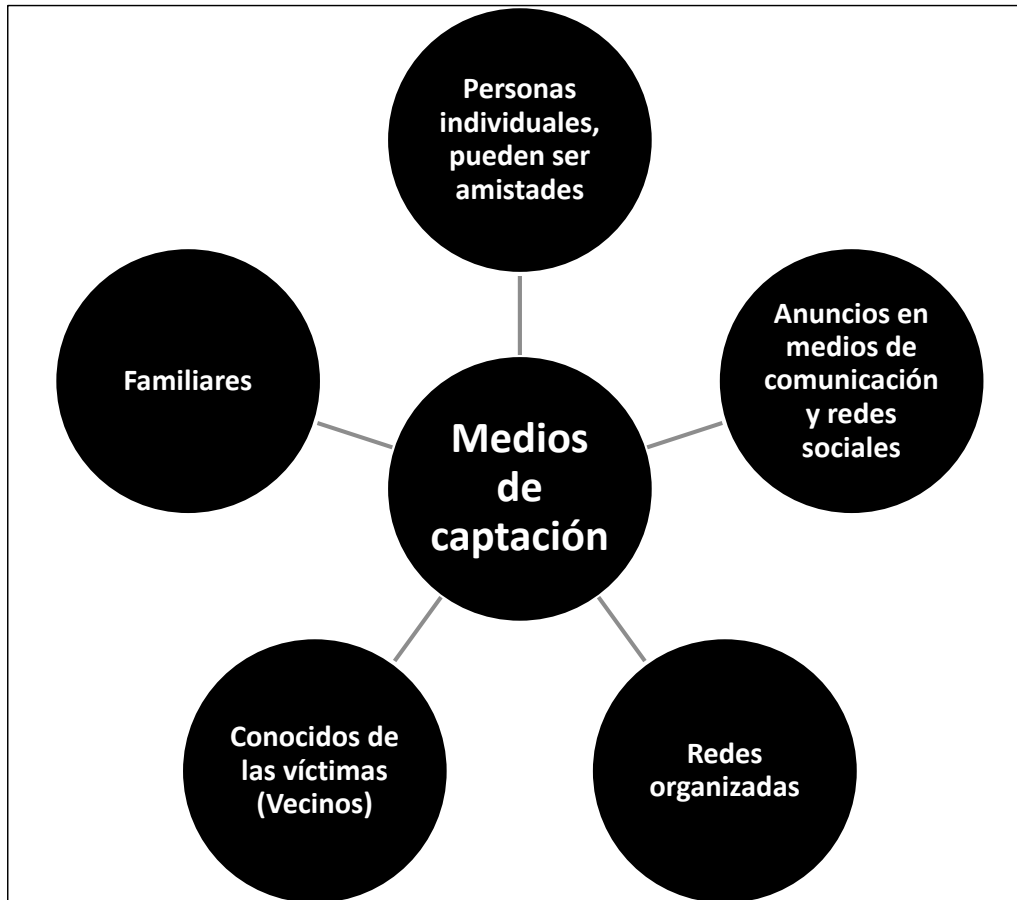 Personas
individuales,
pueden ser
amistades
Anuncios en
medios de
comunicación
y redes
sociales
Familiares
Medios
de
captación
Conocidos de
las víctimas
(Vecinos)
Redes
organizadas